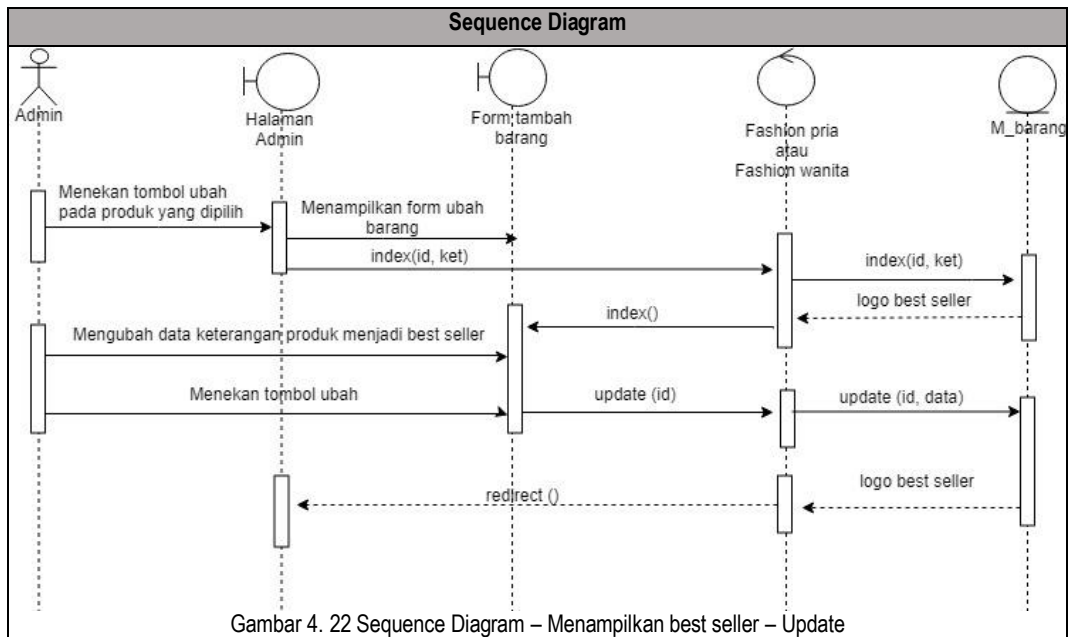 Sequence Diagram
Admin
Halaman
Admin
Form tambah
barang
Fashion pria
atau
Fashion wanita
M_barang
Menekan tombol ubah
pada produk yang dipilih
Menampilkan form ubah
barang
index(id, ket)
index(id, ket)
logo best seller
index()
Mengubah data keterangan produk menjadi best seller
Menekan tombol ubah
update (id)
update (id, data)
logo best seller
redirect ()
Gambar 4. 22 Sequence Diagram – Menampilkan best seller – Update